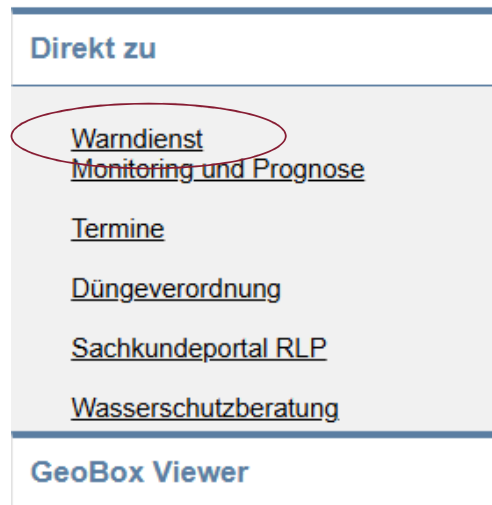 Direkt zu
Warndienst
Monitoring und Prognose
Termine
Düngeverordnung
Sachkundeportal RLP
Wasserschutzberatung
GeoBox Viewer